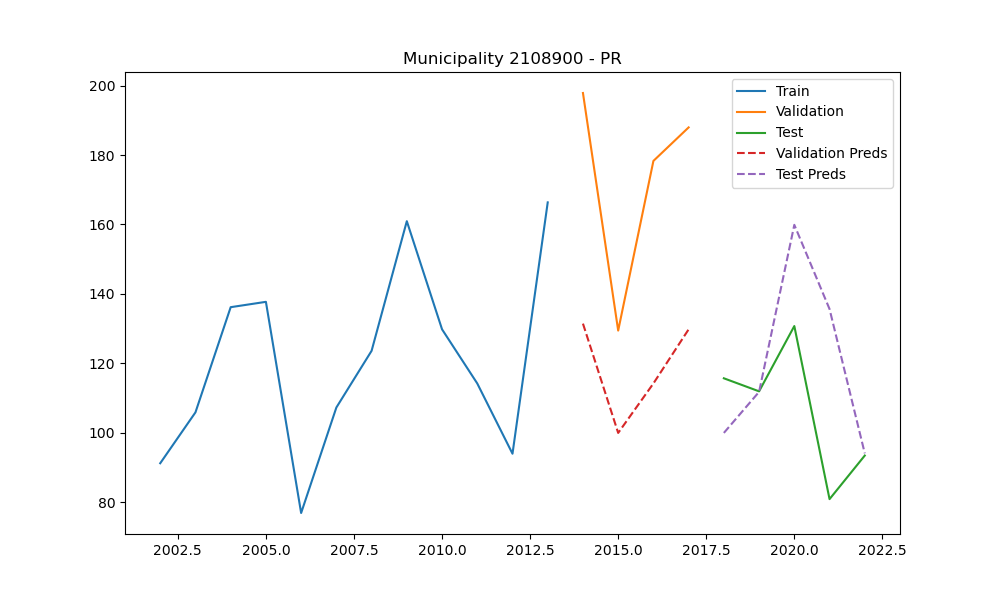 Municipality 2108900 - PR
200
180
160
140
120
100
80
2002.5 2005.0 2007.5 2010.0 2012.5 2015.0 2017.5 2020.0 2022.5
Train
Validation
Test
Validation Preds
Test Preds